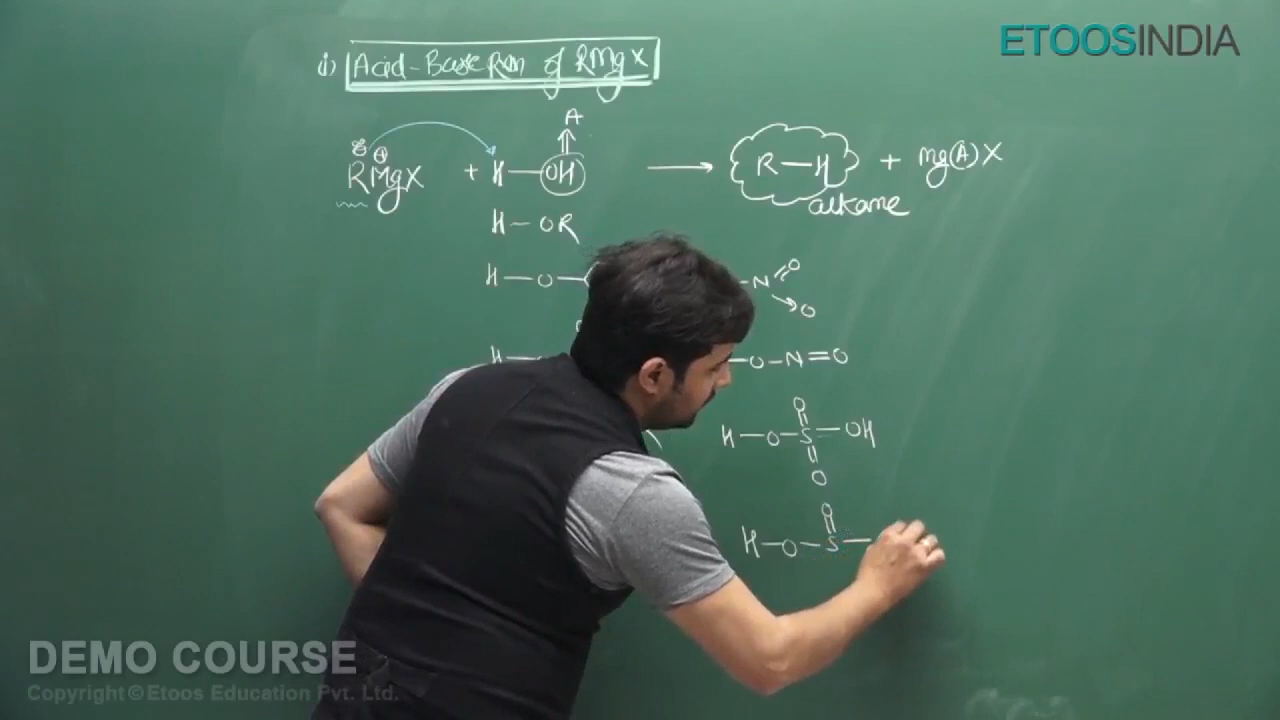 ETOOSINDIA
i) Acid-Base Rxn of RMgX
A
⊖ ⊕
RMgX + H—OH ⟶ R—H + Mg(A)X
alkane
H—OR
H—O—
N=O
→O
H—
—O—N=O
O
H—O—S—OH
O
O
H—O—S—
DEMO COURSE
Copyright©Etoos Education Pvt. Ltd.